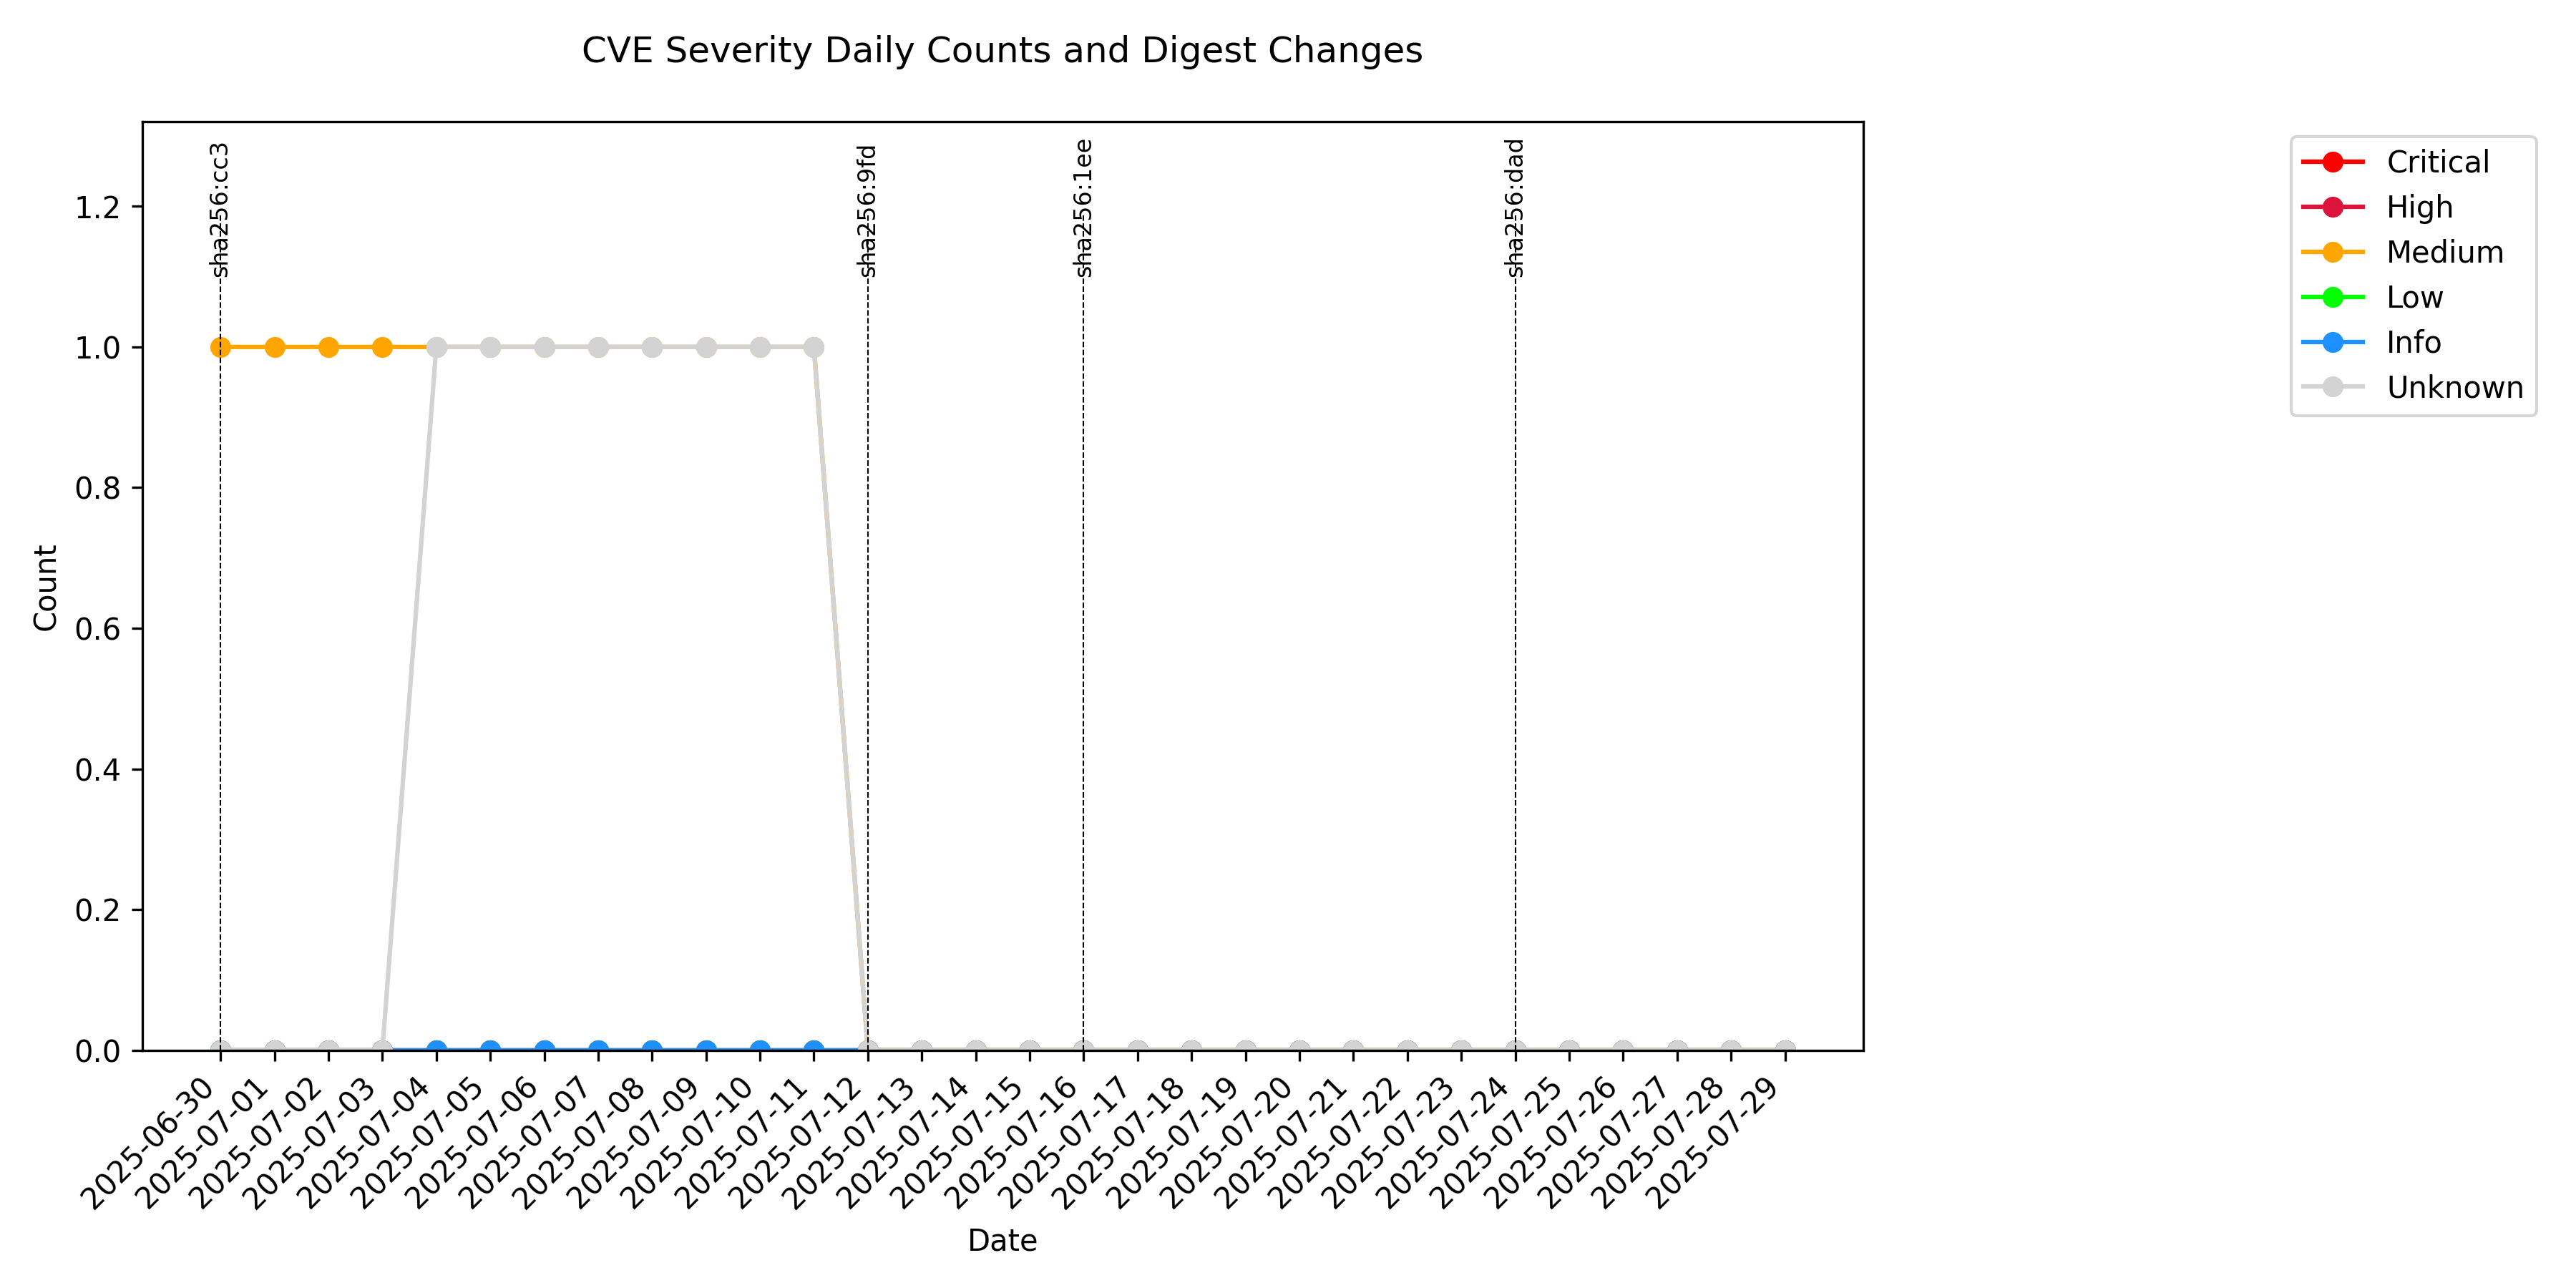 CVE Severity Daily Counts and Digest Changes
sha256:cc3
sha256:9fd
sha256:1ee
sha256:dad
Critical
High
Medium
Low
Info
Unknown
1.2
1.0
0.8
0.6
0.4
0.2
0.0
Count
2025-06-30
2025-07-01
2025-07-02
2025-07-03
2025-07-04
2025-07-05
2025-07-06
2025-07-07
2025-07-08
2025-07-09
2025-07-10
2025-07-11
2025-07-12
2025-07-13
2025-07-14
2025-07-15
2025-07-16
2025-07-17
2025-07-18
2025-07-19
2025-07-20
2025-07-21
2025-07-22
2025-07-23
2025-07-24
2025-07-25
2025-07-26
2025-07-27
2025-07-28
2025-07-29
Date